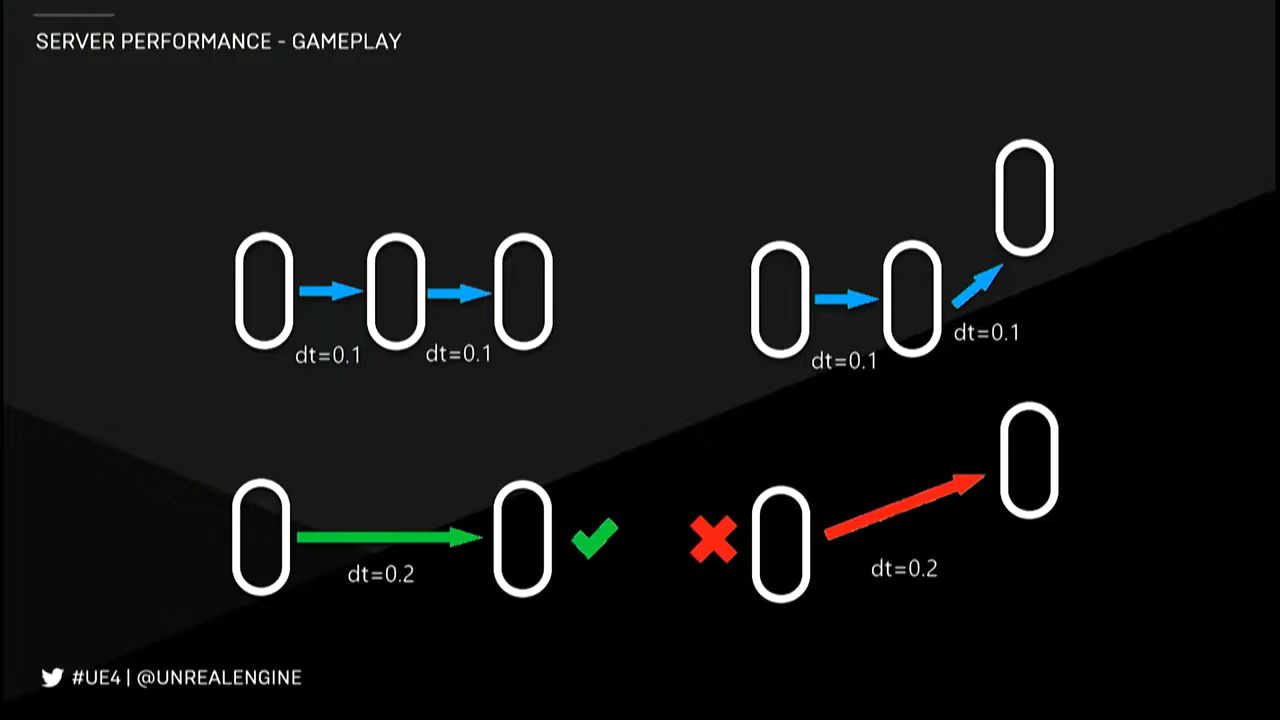 SERVER PERFORMANCE - GAMEPLAY
dt=0.1
dt=0.1
dt=0.1
dt=0.1
dt=0.2
dt=0.2
#UE4 | @UNREALENGINE